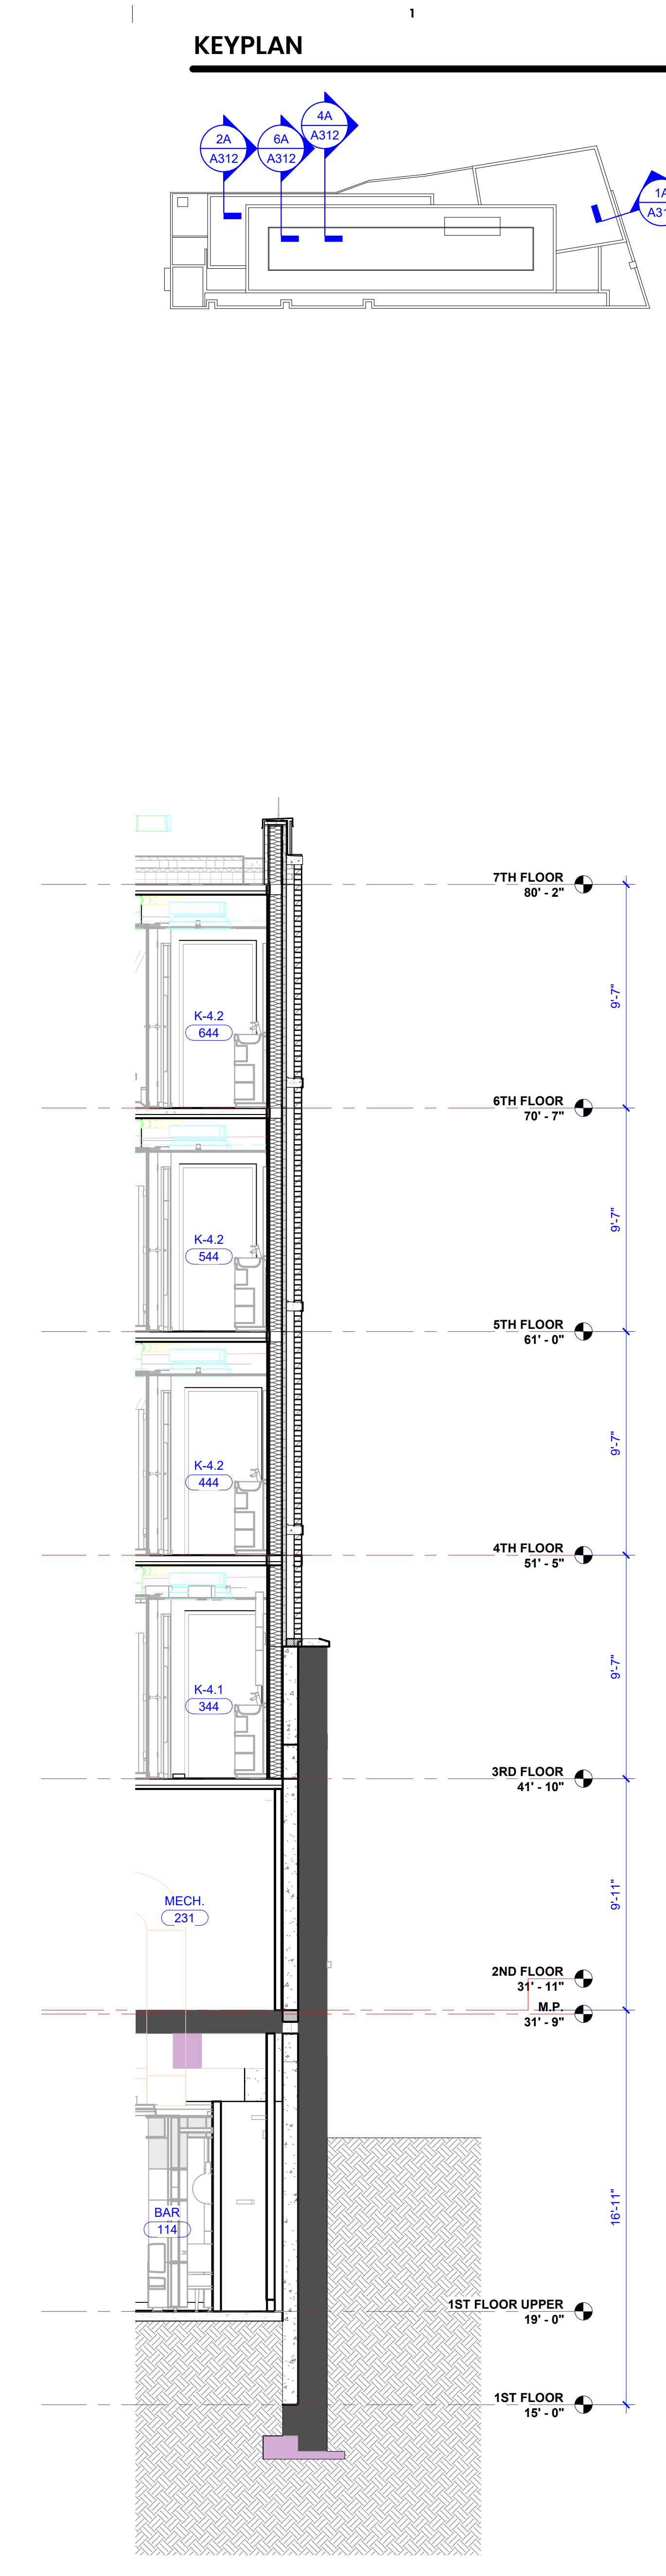 1
KEYPLAN
4A
A312
2A
A312
6A
A312
1A
7TH FLOOR
80' - 2"
9'-7"
K-4.2
644
6TH FLOOR
70' - 7"
9'-7"
K-4.2
544
5TH FLOOR
61' - 0"
9'-7"
K-4.2
444
4TH FLOOR
51' - 5"
9'-7"
K-4.1
344
3RD FLOOR
41' - 10"
9'-11"
MECH.
231
2ND FLOOR
31' - 11"
M.P.
31' - 9"
16'-11"
BAR
114
1ST FLOOR UPPER
19' - 0"
1ST FLOOR
15' - 0"